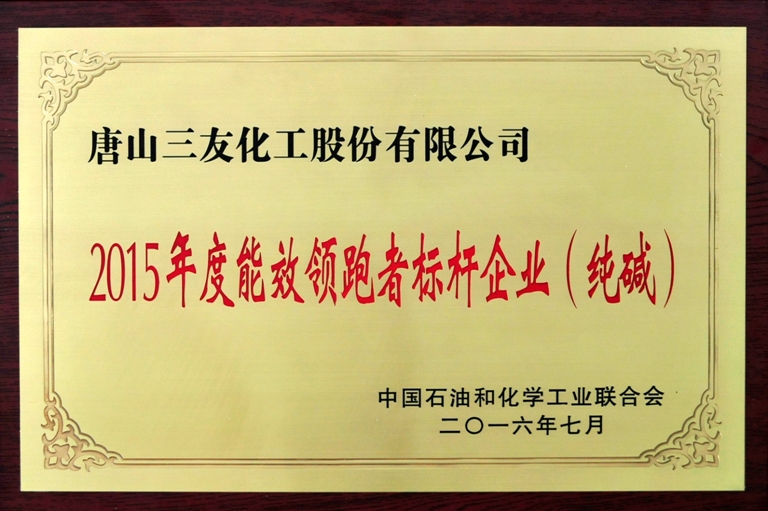 唐山三友化工股份有限公司
2015年度能效领跑者标杆企业(纯碱)
中国石油和化学工业联合会
二〇一六年七月